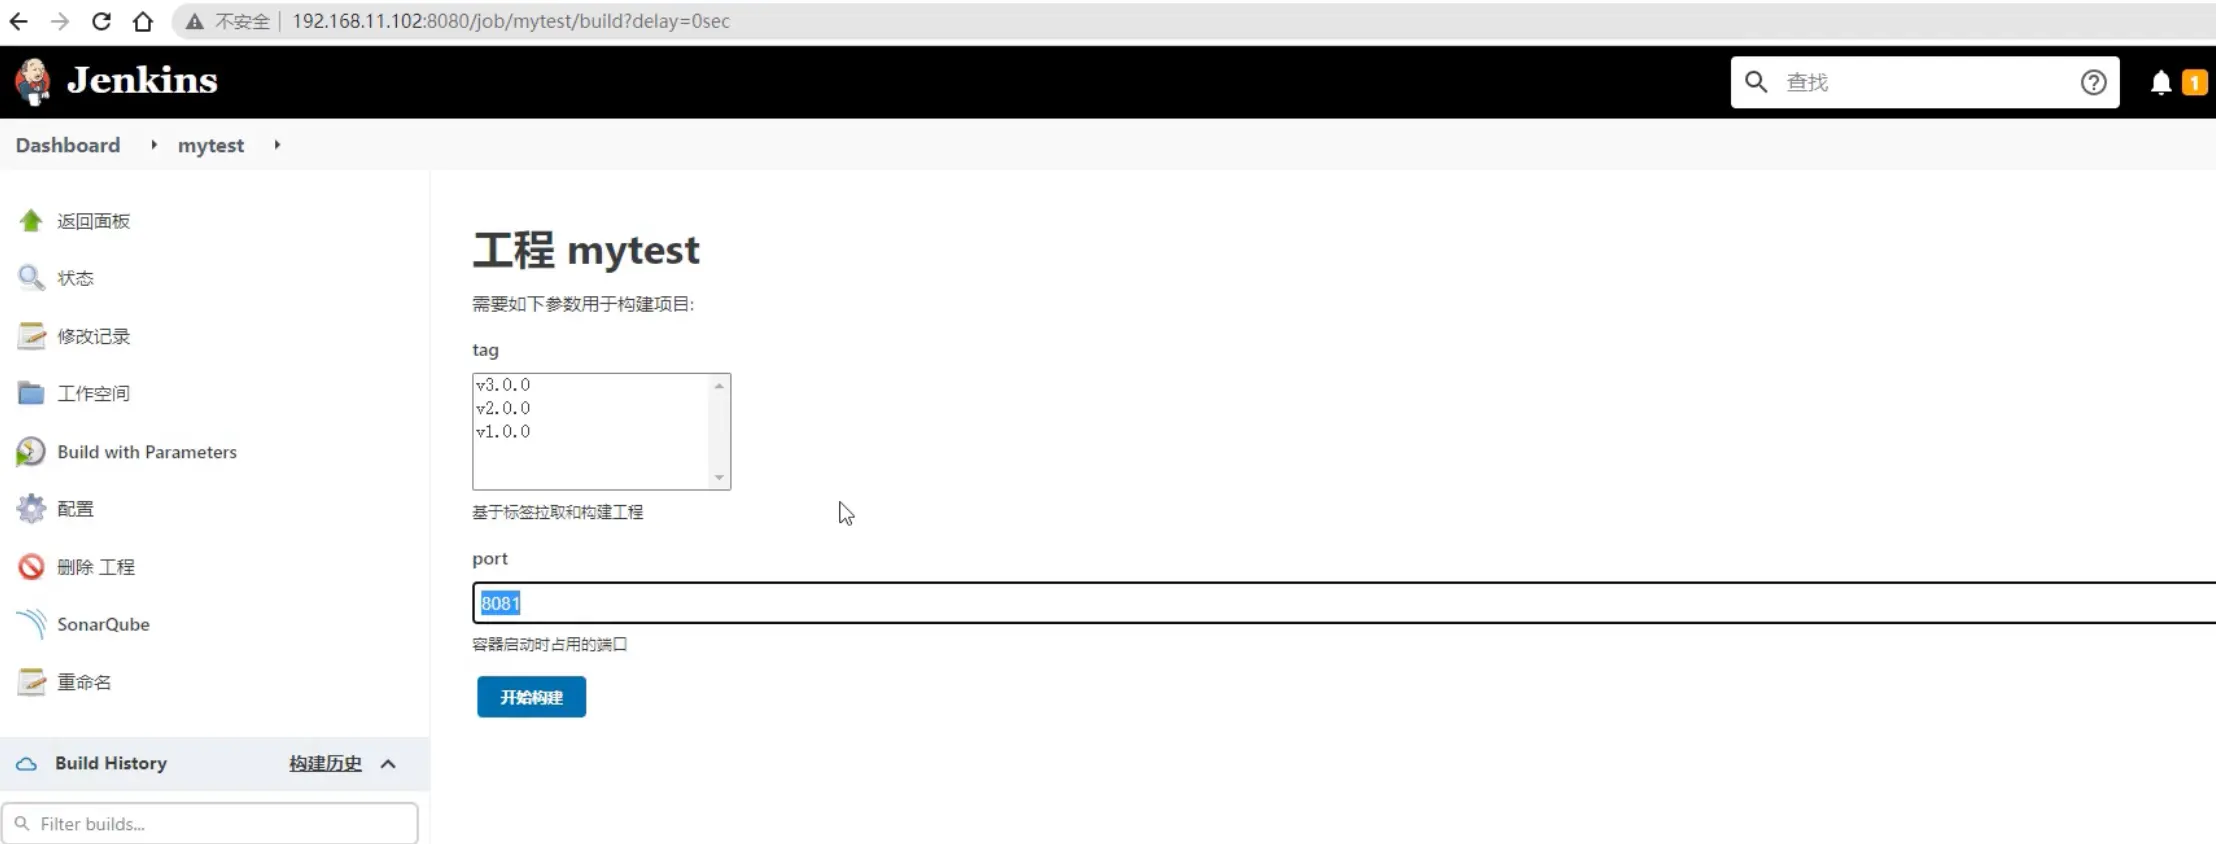 不安全 192.168.11.102:8080/job/mytest/build?delay=0sec
Jenkins
查找
1
Dashboard mytest
返回面板
状态
修改记录
工作空间
Build with Parameters
配置
删除 工程
SonarQube
重命名
Build History 构建历史
Filter builds...
工程 mytest
需要如下参数用于构建项目:
tag
v3.0.0
v2.0.0
v1.0.0
基于标签拉取和构建工程
port
8081
容器启动时占用的端口
开始构建